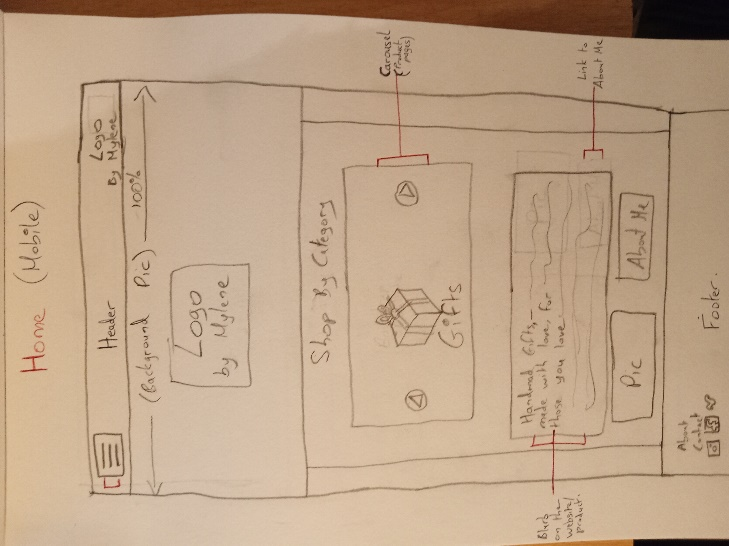 Home (Mobile)
Header
Logo
By Mylene
(Background Pic)
100%
Logo
by Mylene
Shop By Category
Carousel
(Product
pages)
Gifts
Handmad Gifts,
made with love, for
those you love.
Link to
About Me
Blurb
on the
website/
product.
Pic
About Me
Footer.
About
Contact